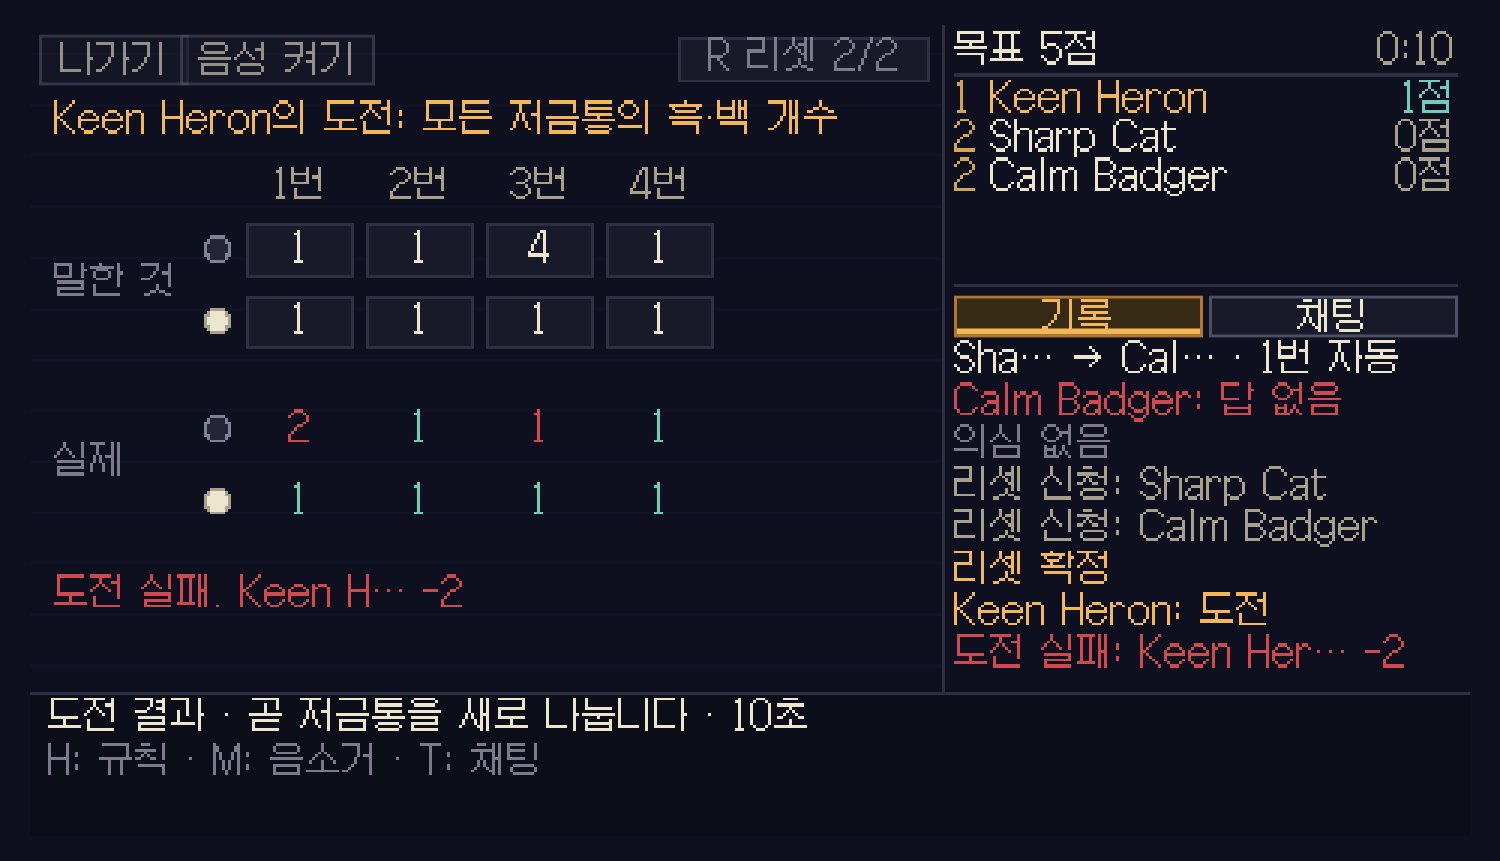 나가기 음성 켜기 R 리셋 2/2
Keen Heron의 도전: 모든 저금통의 흑·백 개수
1번 2번 3번 4번
말한 것
1 1 4 1
1 1 1 1
실제
2 1 1 1
1 1 1 1
도전 실패. Keen H… -2
목표 5점 0:10
1 Keen Heron 1점
2 Sharp Cat 0점
2 Calm Badger 0점
기록 채팅
Sha… → Cal… · 1번 자동
Calm Badger: 답 없음
의심 없음
리셋 신청: Sharp Cat
리셋 신청: Calm Badger
리셋 확정
Keen Heron: 도전
도전 실패: Keen Her… -2
도전 결과 · 곧 저금통을 새로 나눕니다 · 10초
H: 규칙 · M: 음소거 · T: 채팅